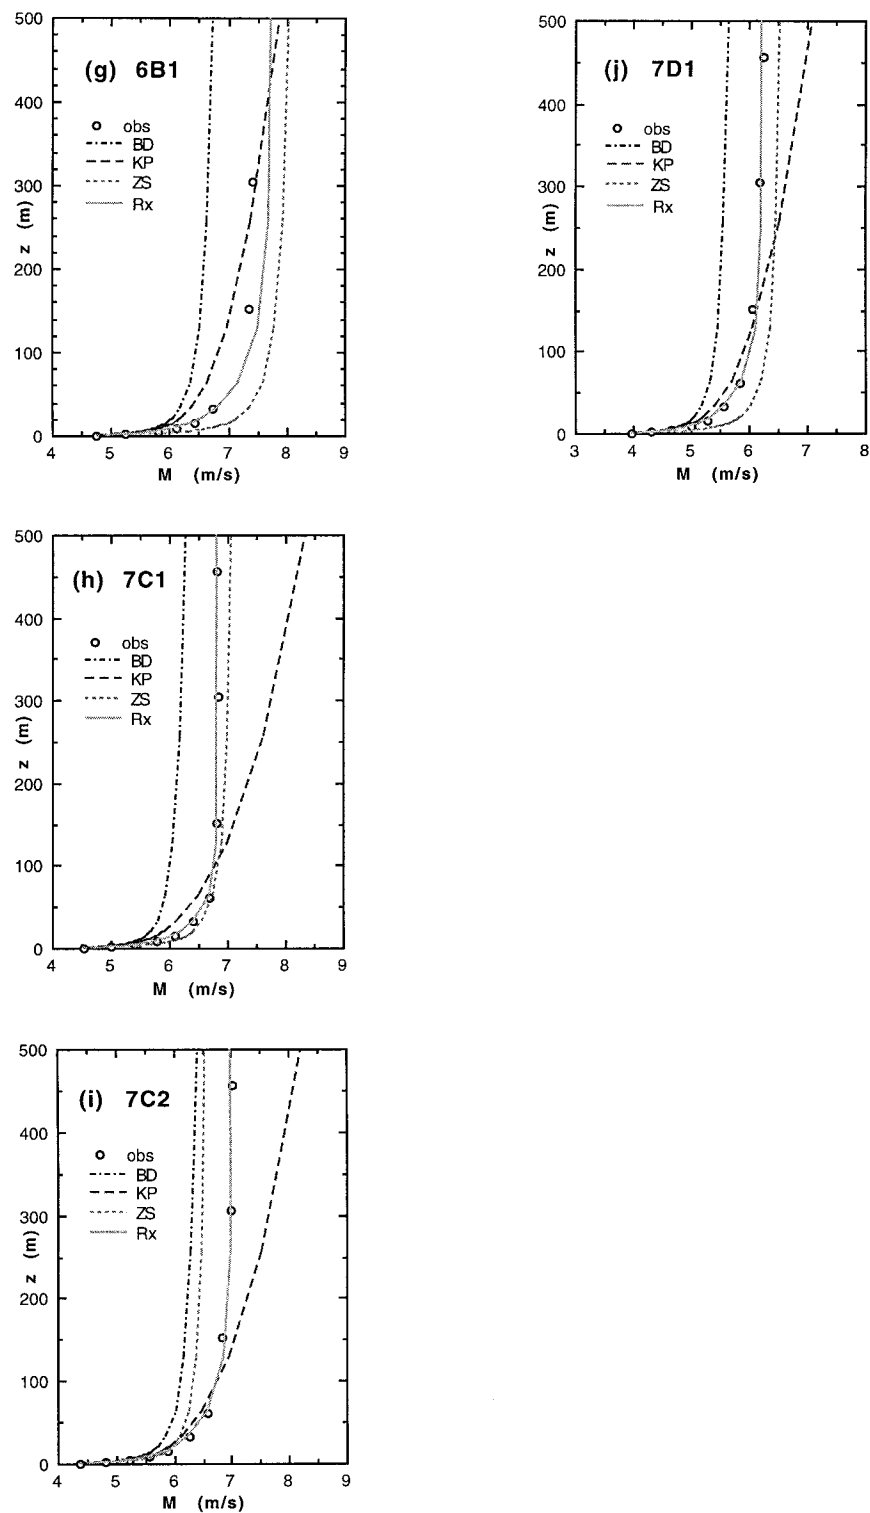 (g) 6B1
obs
BD
KP
ZS
Rx
500
400
300
200
100
0
z (m)
4 5 6 7 8 9
M (m/s)
(j) 7D1
obs
BD
KP
ZS
Rx
500
400
300
200
100
0
z (m)
3 4 5 6 7 8
M (m/s)
(h) 7C1
obs
BD
KP
ZS
Rx
500
400
300
200
100
0
z (m)
4 5 6 7 8 9
M (m/s)
(i) 7C2
obs
BD
KP
ZS
Rx
500
400
300
200
100
0
z (m)
4 5 6 7 8 9
M (m/s)